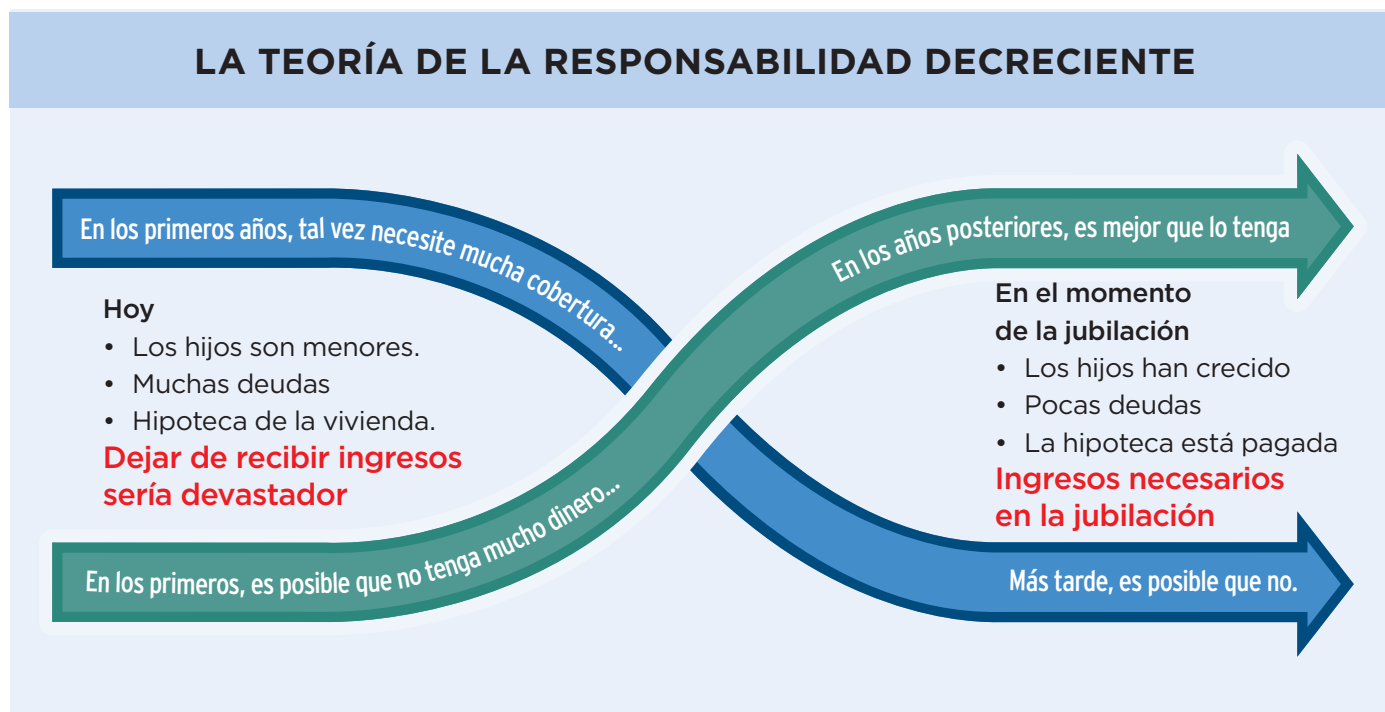 LA TEORÍA DE LA RESPONSABILIDAD DECRECIENTE
En los primeros años, tal vez necesite mucha cobertura...
Hoy
• Los hijos son menores.
• Muchas deudas
• Hipoteca de la vivienda.
Dejar de recibir ingresos
sería devastador
En los primeros, es posible que no tenga mucho dinero...
En los años posteriores, es mejor que lo tenga
En el momento
de la jubilación
• Los hijos han crecido
• Pocas deudas
• La hipoteca está pagada
Ingresos necesarios
en la jubilación
Más tarde, es posible que no.